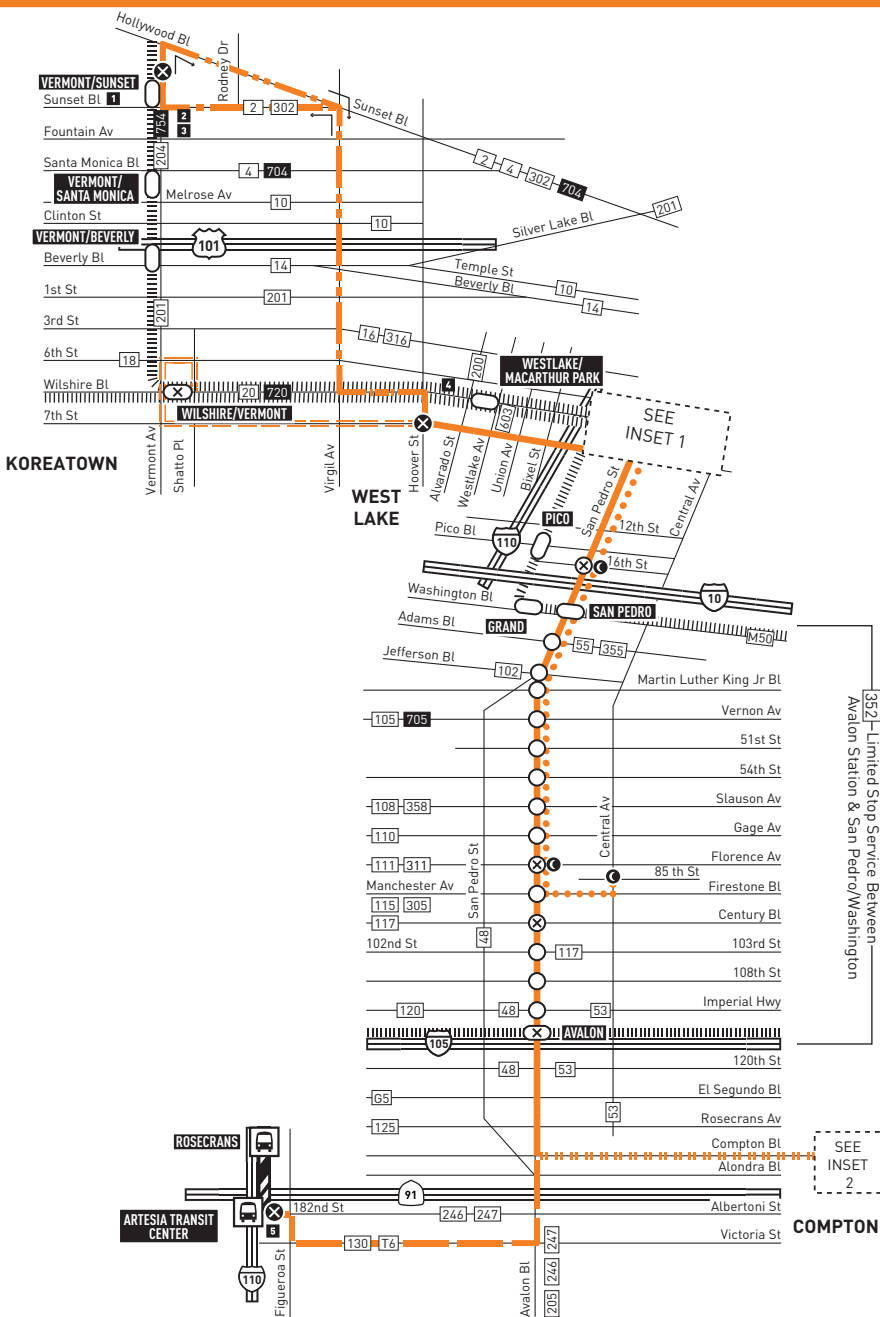 Hollywood Bl
Rodney Dr
VERMONT/SUNSET
Sunset Bl 1
2 302
Sunset Bl
754
2
3
Fountain Av
204
Santa Monica Bl
4 704
2 4 302 704
VERMONT/
SANTA MONICA
Melrose Av
10
201
Clinton St
10
Silver Lake Bl
VERMONT/BEVERLY
101
Beverly Bl
14
Temple St
10
Beverly Bl
14
1st St
201
201
3rd St
16 316
200
6th St
18
WESTLAKE/
MACARTHUR PARK
4
Wilshire Bl
20 720
WILSHIRE/VERMONT
603
7th St
SEE
INSET 1
KOREATOWN
Vermont Av
Shatto Pl
Virgil Av
Hoover St
Alvarado St
Westlake Av
Union Av
Bixel St
San Pedro St
Central Av
WEST
LAKE
Pico Bl
PICO
12th St
110
16th St
10
Washington Bl
GRAND
SAN PEDRO
M50
Adams Bl
55 355
Jefferson Bl
102
Martin Luther King Jr Bl
352 Limited Stop Service Between
Avalon Station & San Pedro/Washington
105 705
Vernon Av
51st St
54th St
108 358
Slauson Av
110
Gage Av
San Pedro St
Central Av
111 311
Florence Av
85 th St
Manchester Av
Firestone Bl
115 305
117
Century Bl
48
102nd St
117
103rd St
108th St
120
48
53
Imperial Hwy
AVALON
105
48
53
120th St
G5
El Segundo Bl
53
125
Rosecrans Av
ROSECRANS
Compton Bl
SEE
INSET
2
Alondra Bl
91
182nd St
246 247
Albertoni St
COMPTON
ARTESIA TRANSIT
CENTER
5
130 T6
Victoria St
110
Figueroa St
Avalon Bl
205 246 247